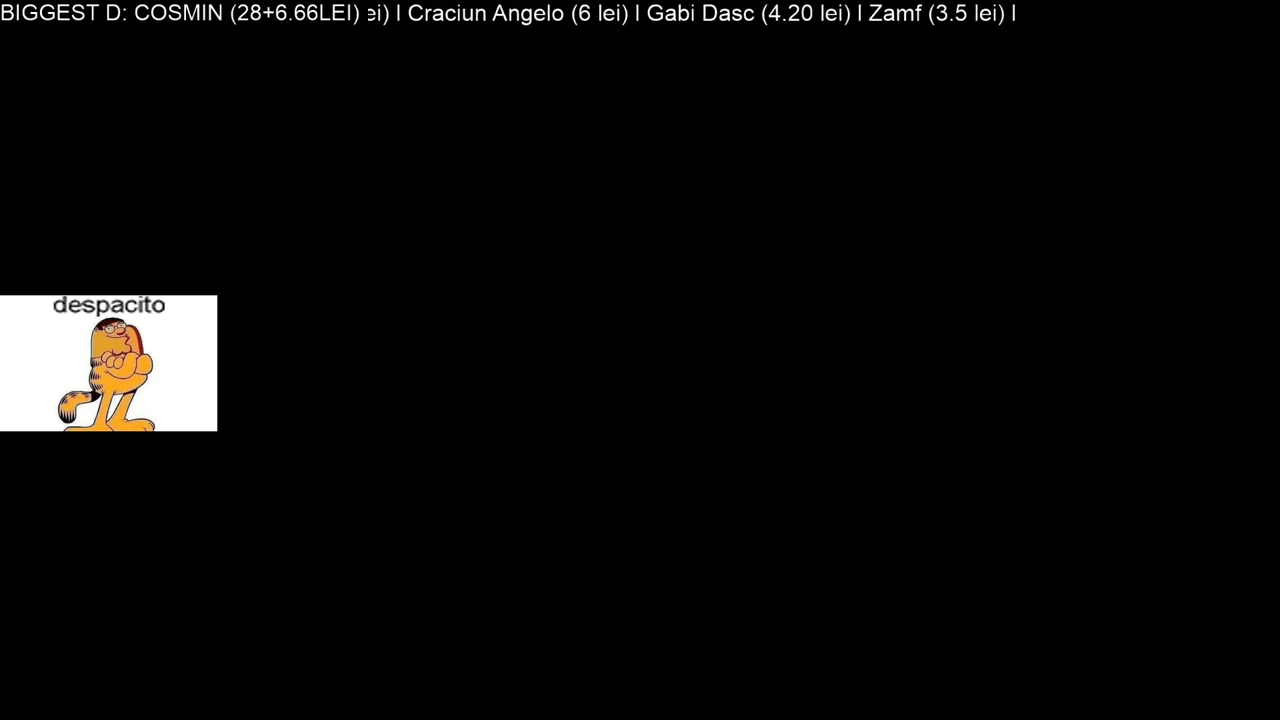 BIGGEST D: COSMIN (28+6.66LEI) ei) l Craciun Angelo (6 lei) l Gabi Dasc (4.20 lei) l Zamf (3.5 lei) l
despacito